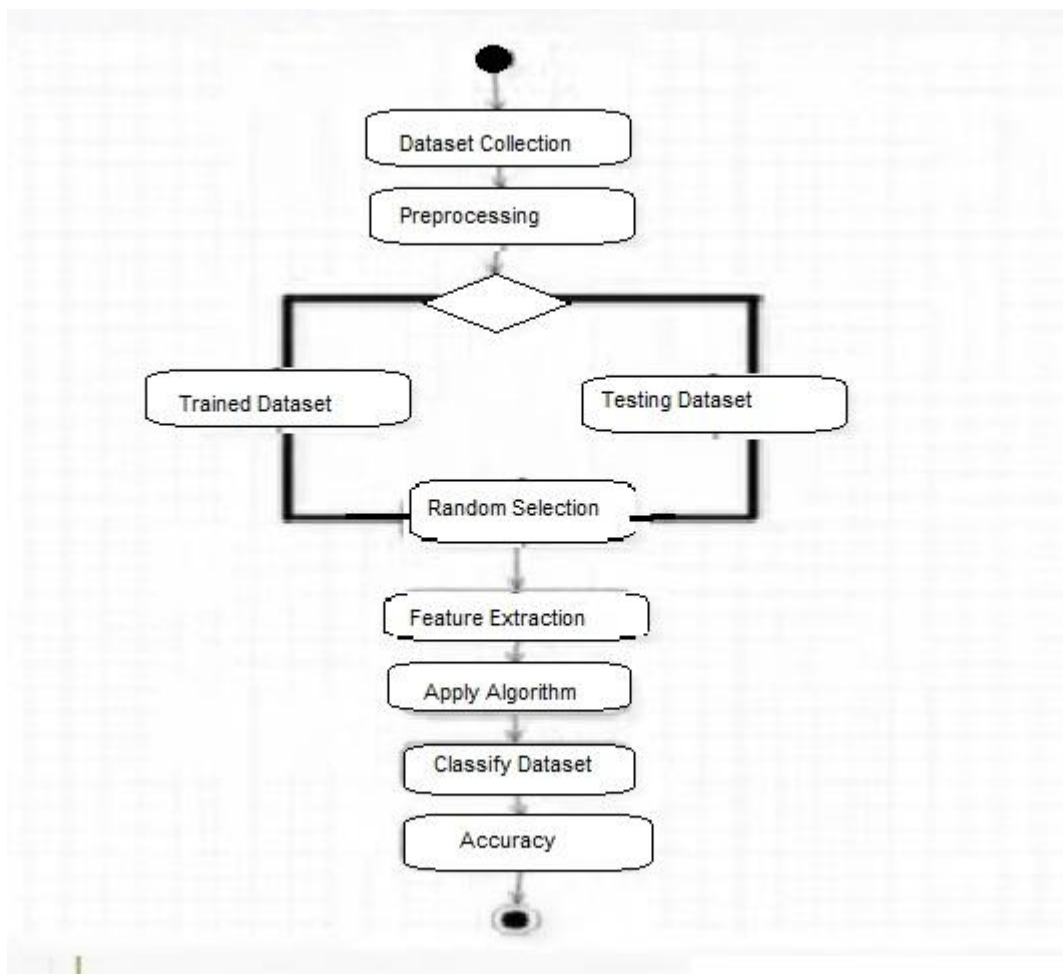 Dataset Collection
Preprocessing
Trained Dataset
Testing Dataset
Random Selection
Feature Extraction
Apply Algorithm
Classify Dataset
Accuracy